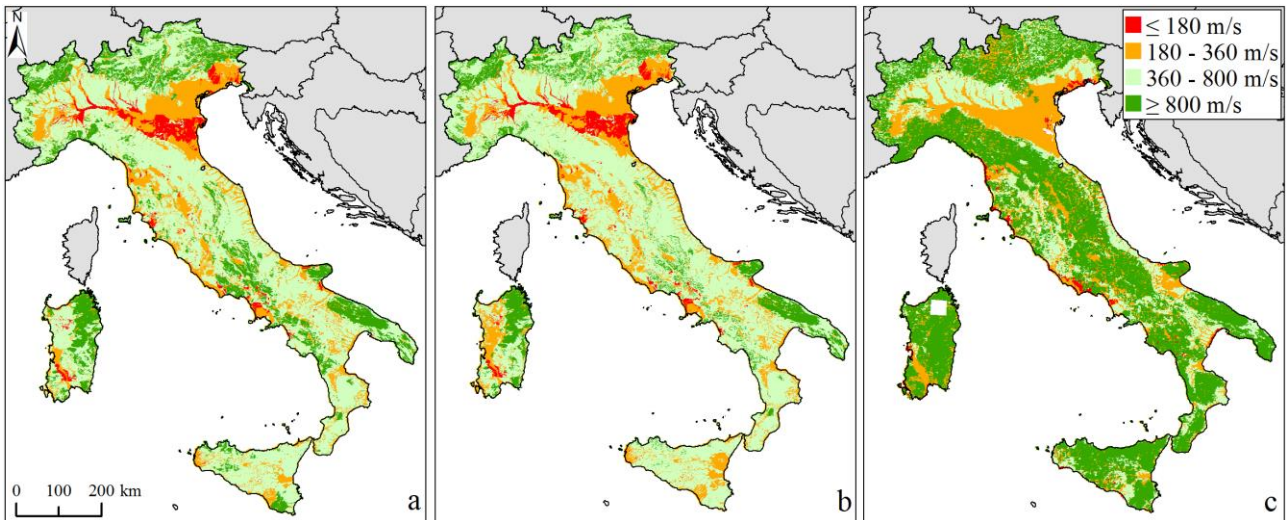 N
≤ 180 m/s
180 - 360 m/s
360 - 800 m/s
≥ 800 m/s
0 100 200 km
a
b
c